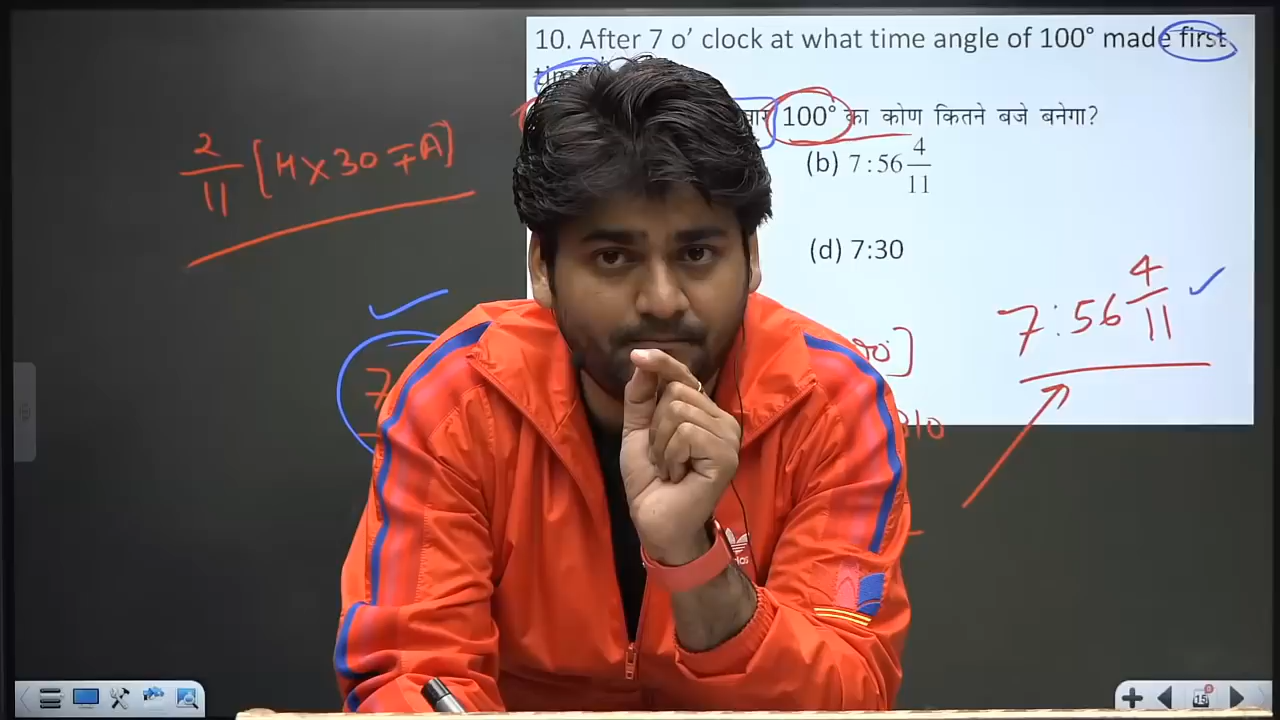 10. After 7 o' clock at what time angle of 100° made first
100° का कोण कितने बजे बनेगा?
(b) 7:56 4/11
(d) 7:30
2/11 [H×30∓A]
7:56 4/11
7